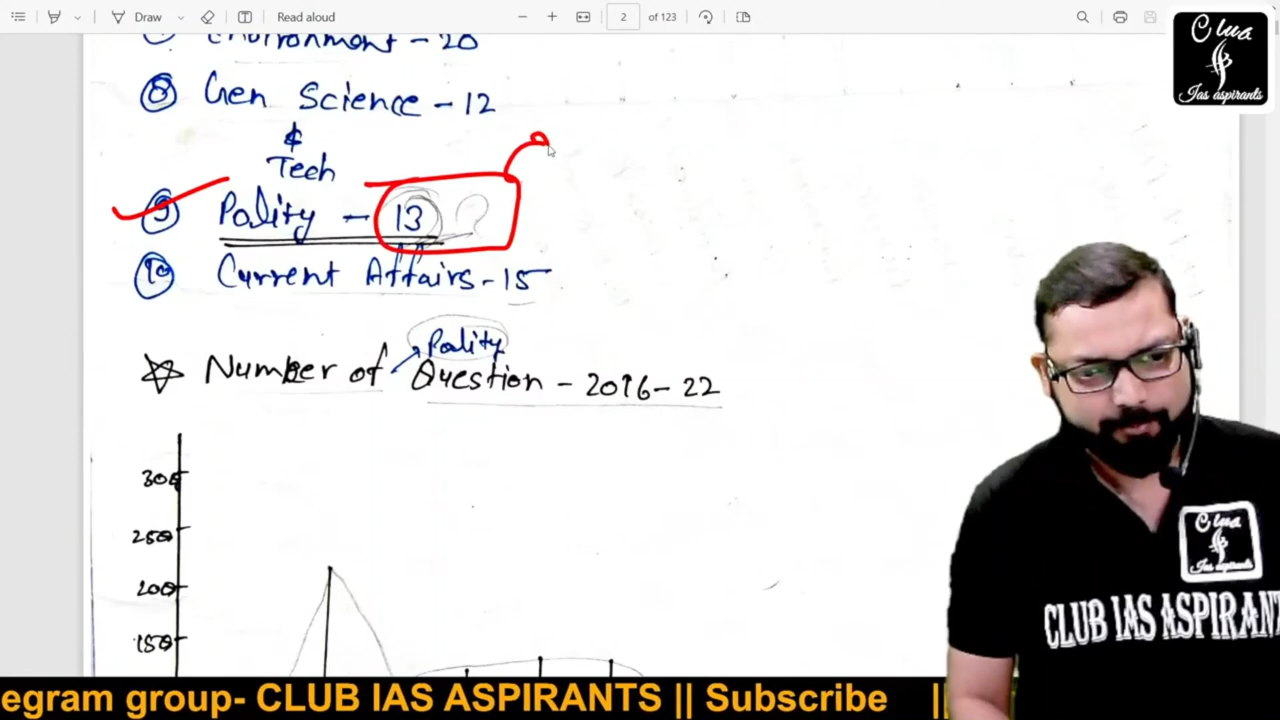 Draw
Read aloud
2
of 123
Clua
Ias aspirants
Environment - 20
8 Gen Science - 12
&
Tech
9 Polity - 13 ?
10 Current Affairs - 15
Polity
Number of Question - 2016 - 22
300
250
200
150
Clua
CLUB IAS ASPIRANT
egram group- CLUB IAS ASPIRANTS || Subscribe ||